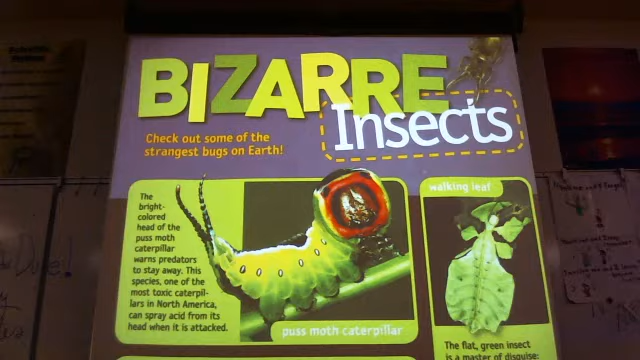 BIZARRE
Insects
Check out some of the
strangest bugs on Earth!
The
bright-
colored
head of the
puss moth
caterpillar
warns predators
to stay away. This
species, one of the
most toxic caterpil-
lars in North America,
can spray acid from its
head when it is attacked.
puss moth caterpillar
walking leaf
The flat, green insect
is a master of disguise: